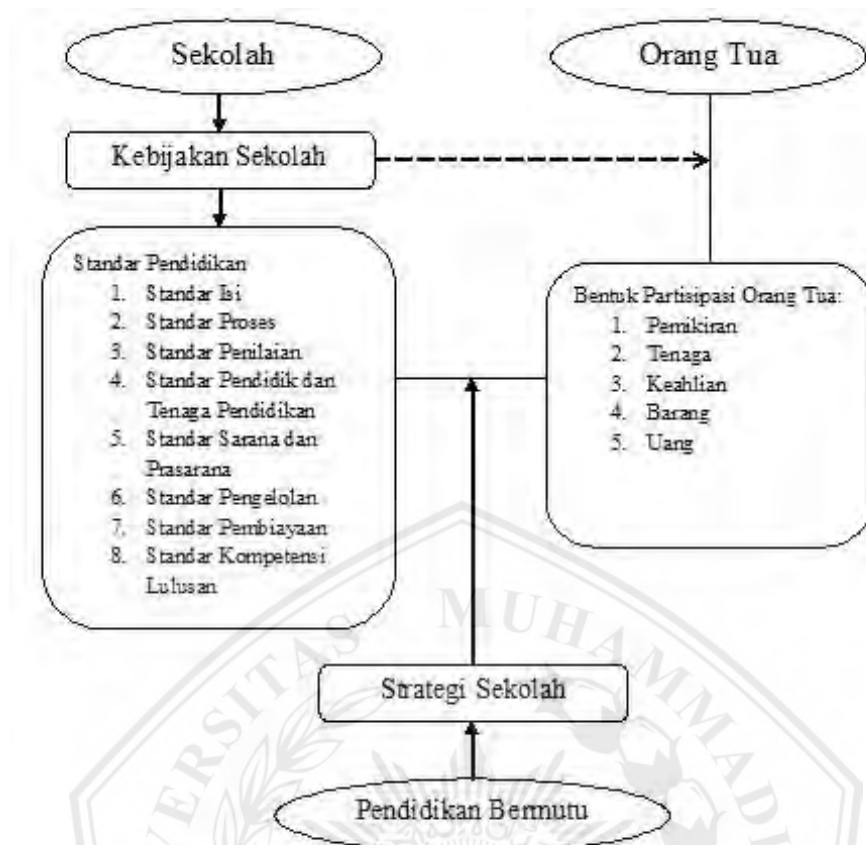 Sekolah
Orang Tua
Kebijakan Sekolah
Standar Pendidikan
1. Standar Isi
2. Standar Proses
3. Standar Penilaian
4. Standar Pendidik dan
Tenaga Pendidikan
5. Standar Sarana dan
Prasarana
6. Standar Pengelolan
7. Standar Pembiayaan
8. Standar Kompetensi
Lulusan
Bentuk Partisipasi Orang Tua:
1. Pemikiran
2. Tenaga
3. Keahlian
4. Barang
5. Uang
Strategi Sekolah
Pendidikan Bermutu